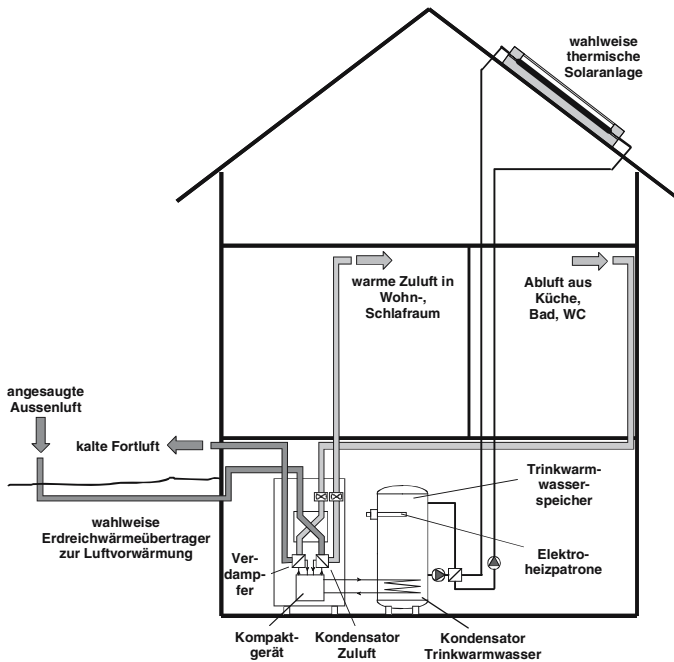 wahlweise
thermische
Solaranlage
warme Zuluft in
Wohn-,
Schlafraum
Abluft aus
Küche,
Bad, WC
angesaugte
Aussenluft
kalte Fortluft
Trinkwarm-
wasser-
speicher
wahlweise
Erdreichwärmeübertrager
zur Luftvorwärmung
Ver-
dampf-
fer
Elektro-
heizpatrone
Kompakt-
gerät
Kondensator
Zuluft
Kondensator
Trinkwarmwasser